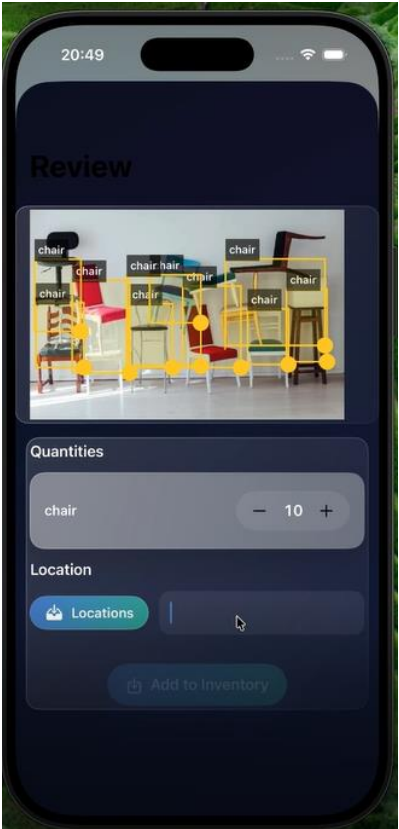 20:49
Review
chair
chair
chair hair
chair
chair
chair
chair
chair
chair
Quantities
chair
− 10 +
Location
Locations
Add to Inventory